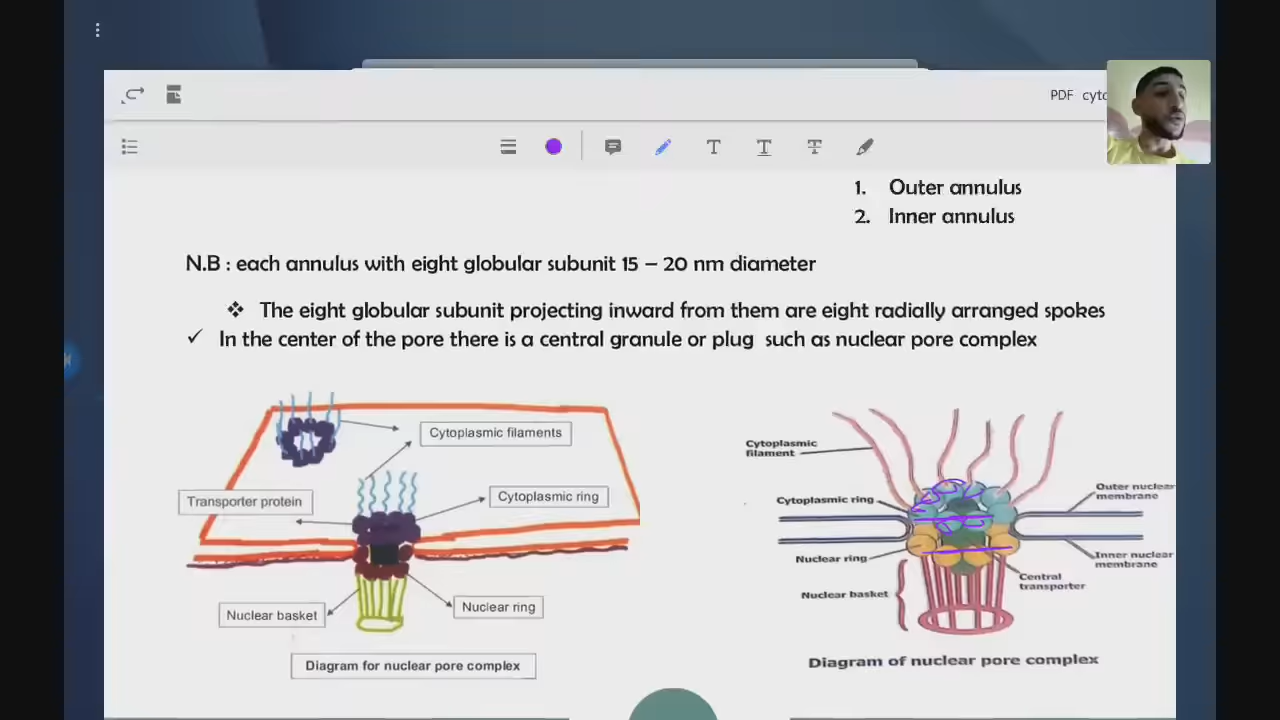 PDF cyto
1. Outer annulus
2. Inner annulus
N.B : each annulus with eight globular subunit 15 – 20 nm diameter
❖ The eight globular subunit projecting inward from them are eight radially arranged spokes
✓ In the center of the pore there is a central granule or plug such as nuclear pore complex
Cytoplasmic filaments
Transporter protein
Cytoplasmic ring
Nuclear basket
Nuclear ring
Diagram for nuclear pore complex
Cytoplasmic
filament
Cytoplasmic ring
Outer nuclear
membrane
Nuclear ring
Inner nuclear
membrane
Central
transporter
Nuclear basket
Diagram of nuclear pore complex